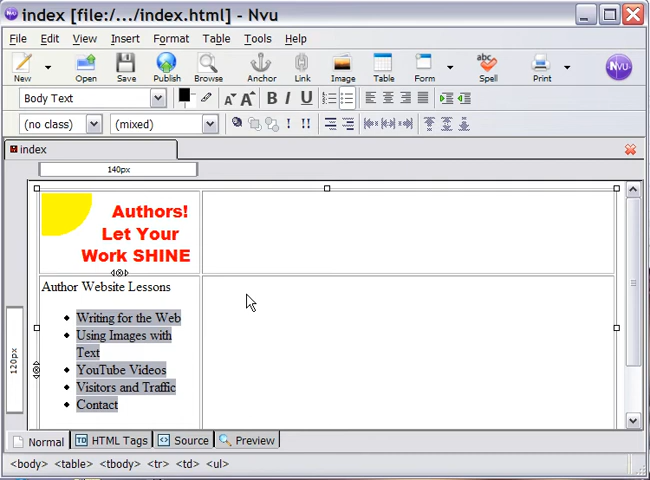 index [file:/.../index.html] - Nvu
File Edit View Insert Format Table Tools Help
New Open Save Publish Browse Anchor Link Image Table Form Spell Print
NVU
abc
Body Text
A A B I U
(no class) (mixed) ! !!
index
140px
Authors!
Let Your
Work SHINE
Author Website Lessons
Writing for the Web
Using Images with
Text
YouTube Videos
Visitors and Traffic
Contact
120px
Normal TD HTML Tags <> Source Preview
<body> <table> <tbody> <tr> <td> <ul>